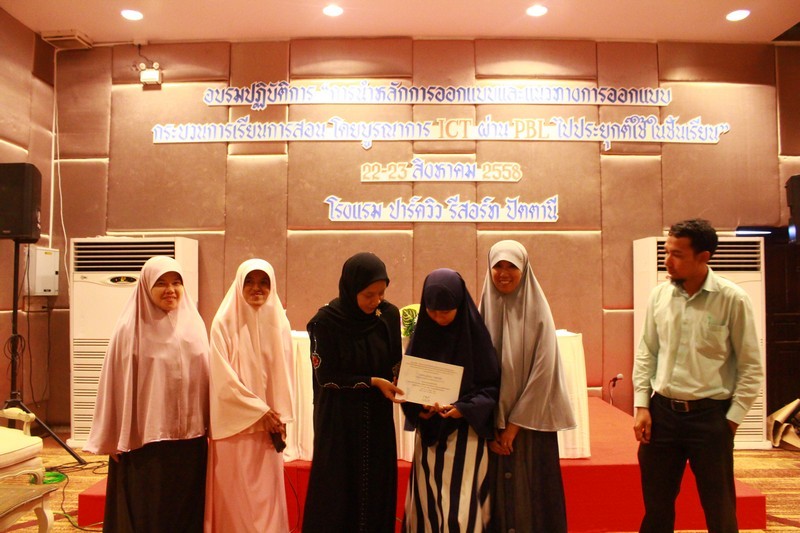 อบรมปฏิบัติการ "การนำหลักการออกแบบและแนวทางการออกแบบ
กระบวนการเรียนการสอน โดยบูรณาการ ICT ผ่าน PBL ไปประยุกต์ใช้ในชั้นเรียน"
22-23 สิงหาคม 2558
โรงแรม ปาร์ควิว รีสอร์ท ปัตตานี